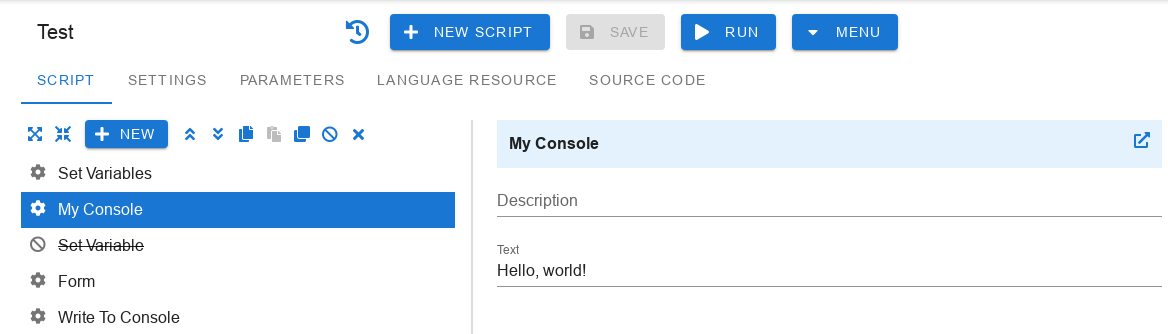 Test
NEW SCRIPT
SAVE
RUN
MENU
SCRIPT
SETTINGS
PARAMETERS
LANGUAGE RESOURCE
SOURCE CODE
NEW
Set Variables
My Console
Set Variable
Form
Write To Console
My Console
Description
Text
Hello, world!